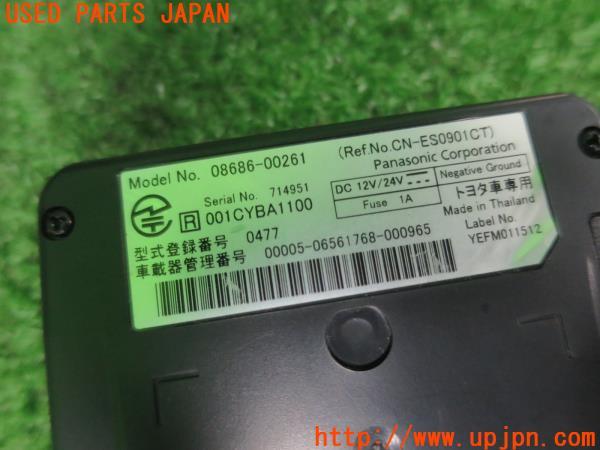 USED PARTS JAPAN
Model No. 08686-00261 (Ref.No.CN-ES0901CT)
Panasonic Corporation
Serial No. 714951
R 001CYBA1100
DC 12V/24V Negative Ground
Fuse 1A トヨタ車専用
Made in Thailand
型式登録番号 0477
車載器管理番号 00005-06561768-000965
Label No.
YEFM011512
USED PARTS JAPAN
http://www.upjpn.com